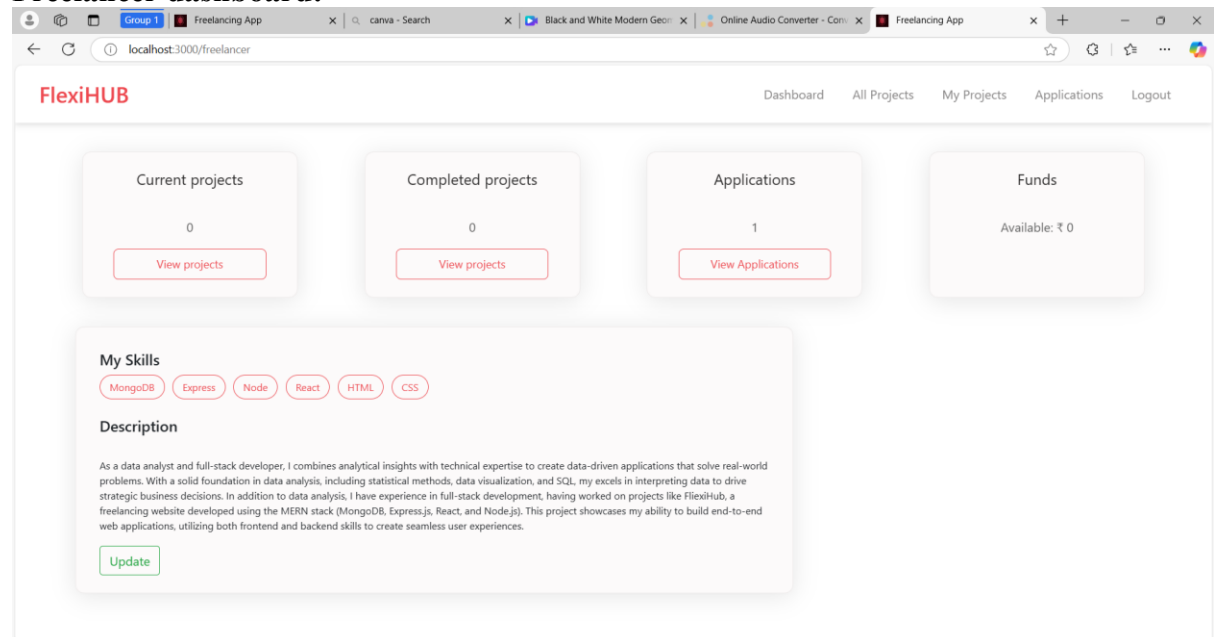 Freelancer dashboard:
Group 1 Freelancing App canva - Search Black and White Modern Geon Online Audio Converter - Con Freelancing App
localhost:3000/freelancer
FlexiHUB Dashboard All Projects My Projects Applications Logout
Current projects Completed projects Applications Funds
0 0 1 Available: ₹ 0
View projects View projects View Applications
My Skills
MongoDB Express Node React HTML CSS
Description
As a data analyst and full-stack developer, I combines analytical insights with technical expertise to create data-driven applications that solve real-world
problems. With a solid foundation in data analysis, including statistical methods, data visualization, and SQL, my excels in interpreting data to drive
strategic business decisions. In addition to data analysis, I have experience in full-stack development, having worked on projects like FliexiHub, a
freelancing website developed using the MERN stack (MongoDB, Express.js, React, and Node.js). This project showcases my ability to build end-to-end
web applications, utilizing both frontend and backend skills to create seamless user experiences.
Update